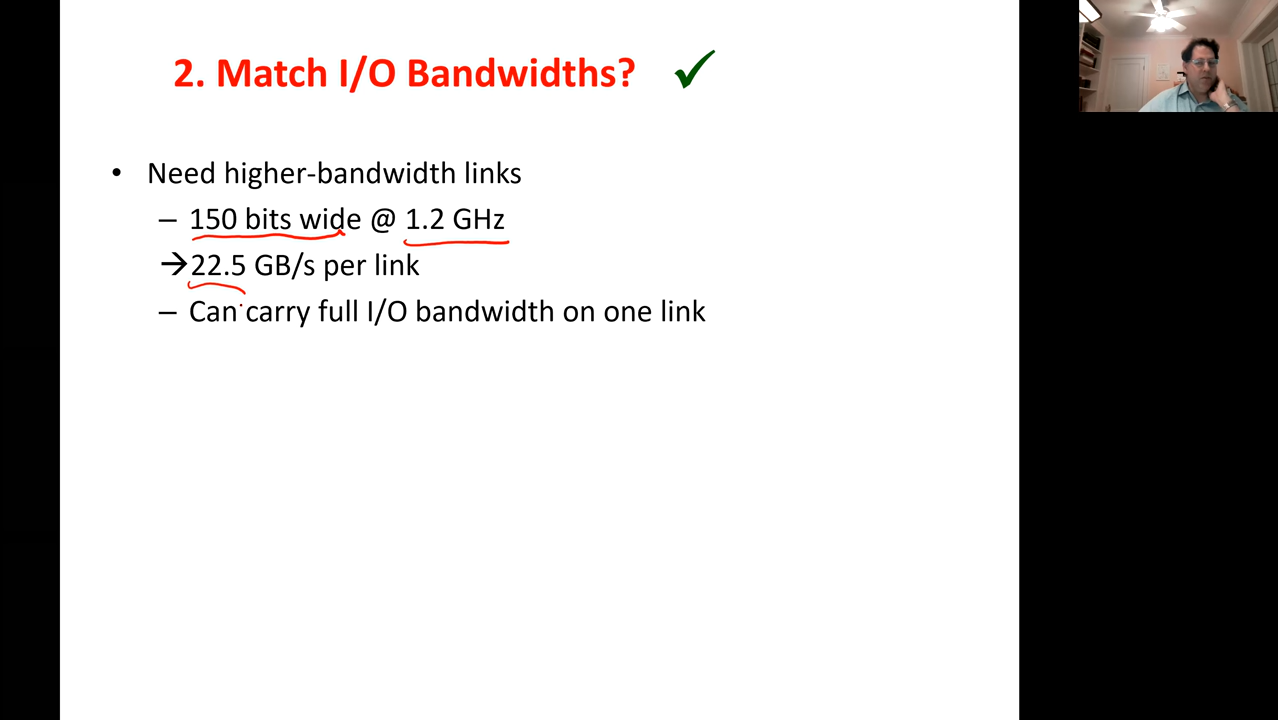 2. Match I/O Bandwidths? ✓
• Need higher-bandwidth links
– 150 bits wide @ 1.2 GHz
→22.5 GB/s per link
– Can carry full I/O bandwidth on one link